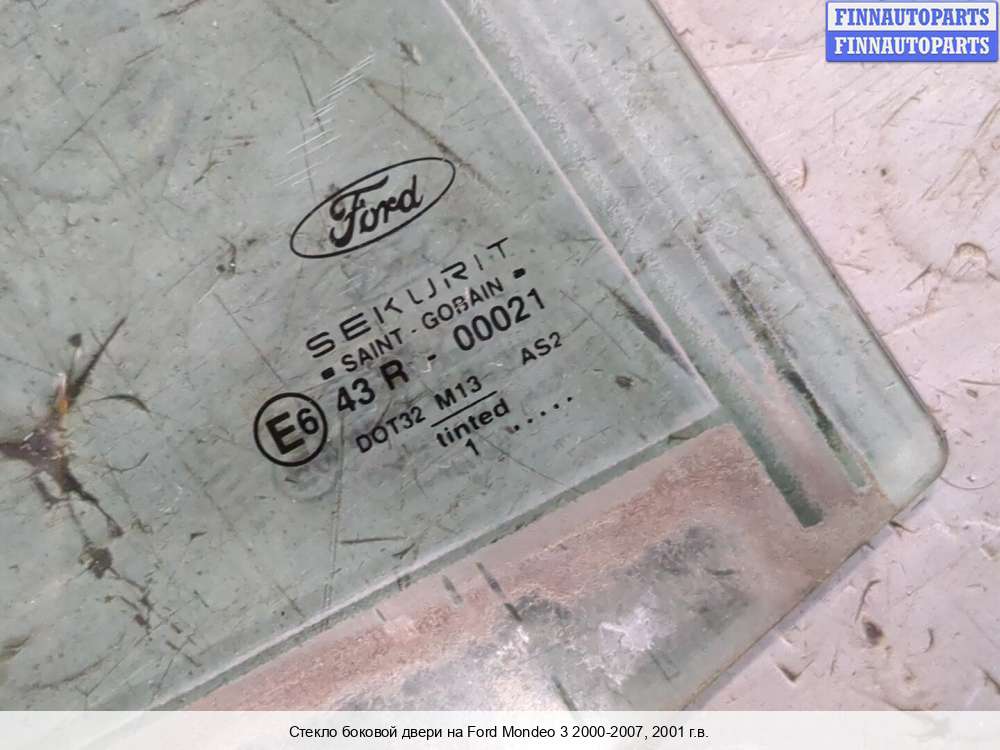 FINNAUTOPARTS
FINNAUTOPARTS
Ford
SEKURIT
▪ SAINT-GOBAIN ▪
E6 43 R - 00021
DOT32 M13 AS2
tinted
1 ....
Стекло боковой двери на Ford Mondeo 3 2000-2007, 2001 г.в.